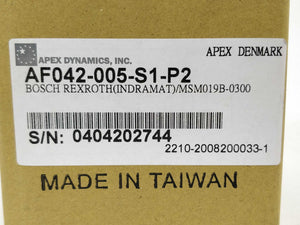 APEX DYNAMICS, INC.
APEX DENMARK
AF042-005-S1-P2
BOSCH REXROTH(INDRAMAT)/MSM019B-0300
S/N: 0404202744
2210-2008200033-1
MADE IN TAIWAN